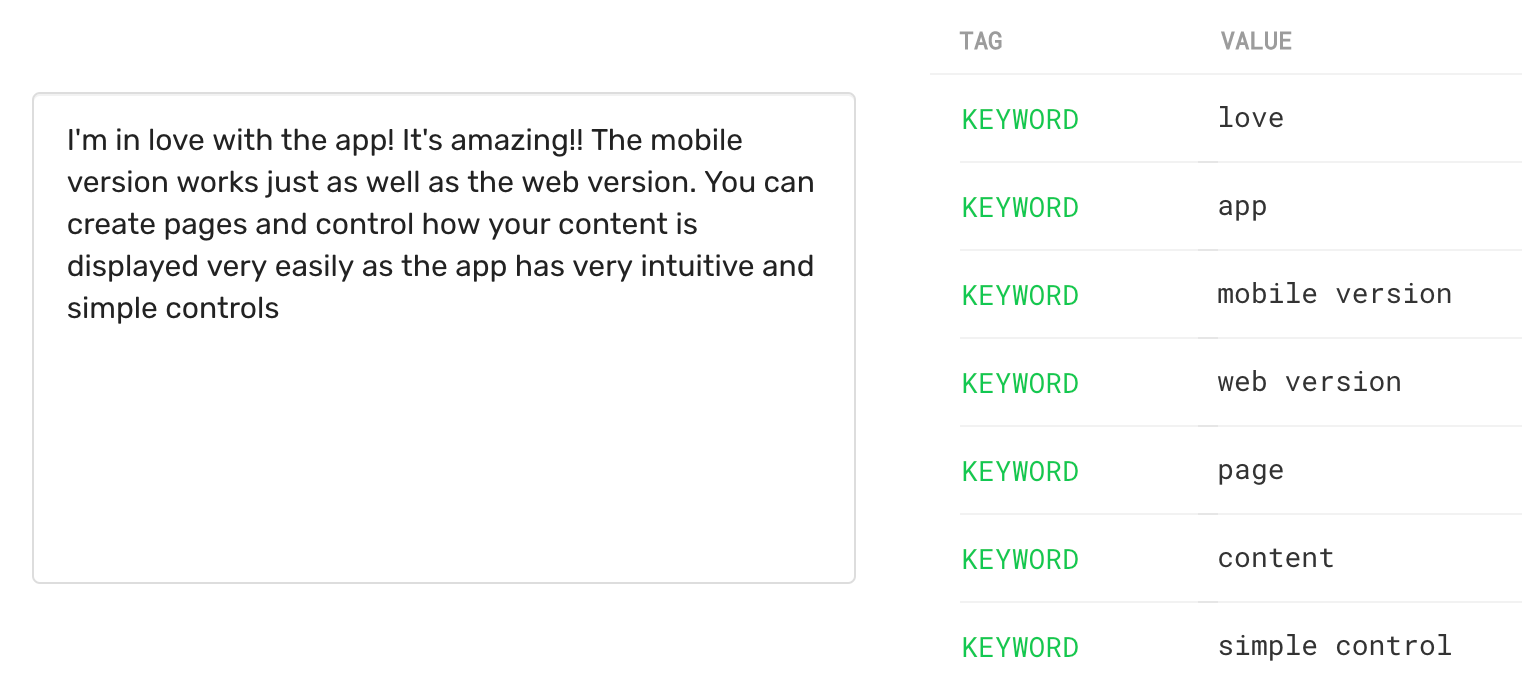 I'm in love with the app! It's amazing!! The mobile
version works just as well as the web version. You can
create pages and control how your content is
displayed very easily as the app has very intuitive and
simple controls
TAG VALUE
KEYWORD love
KEYWORD app
KEYWORD mobile version
KEYWORD web version
KEYWORD page
KEYWORD content
KEYWORD simple control